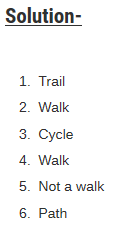 Solution-
1. Trail
2. Walk
3. Cycle
4. Walk
5. Not a walk
6. Path